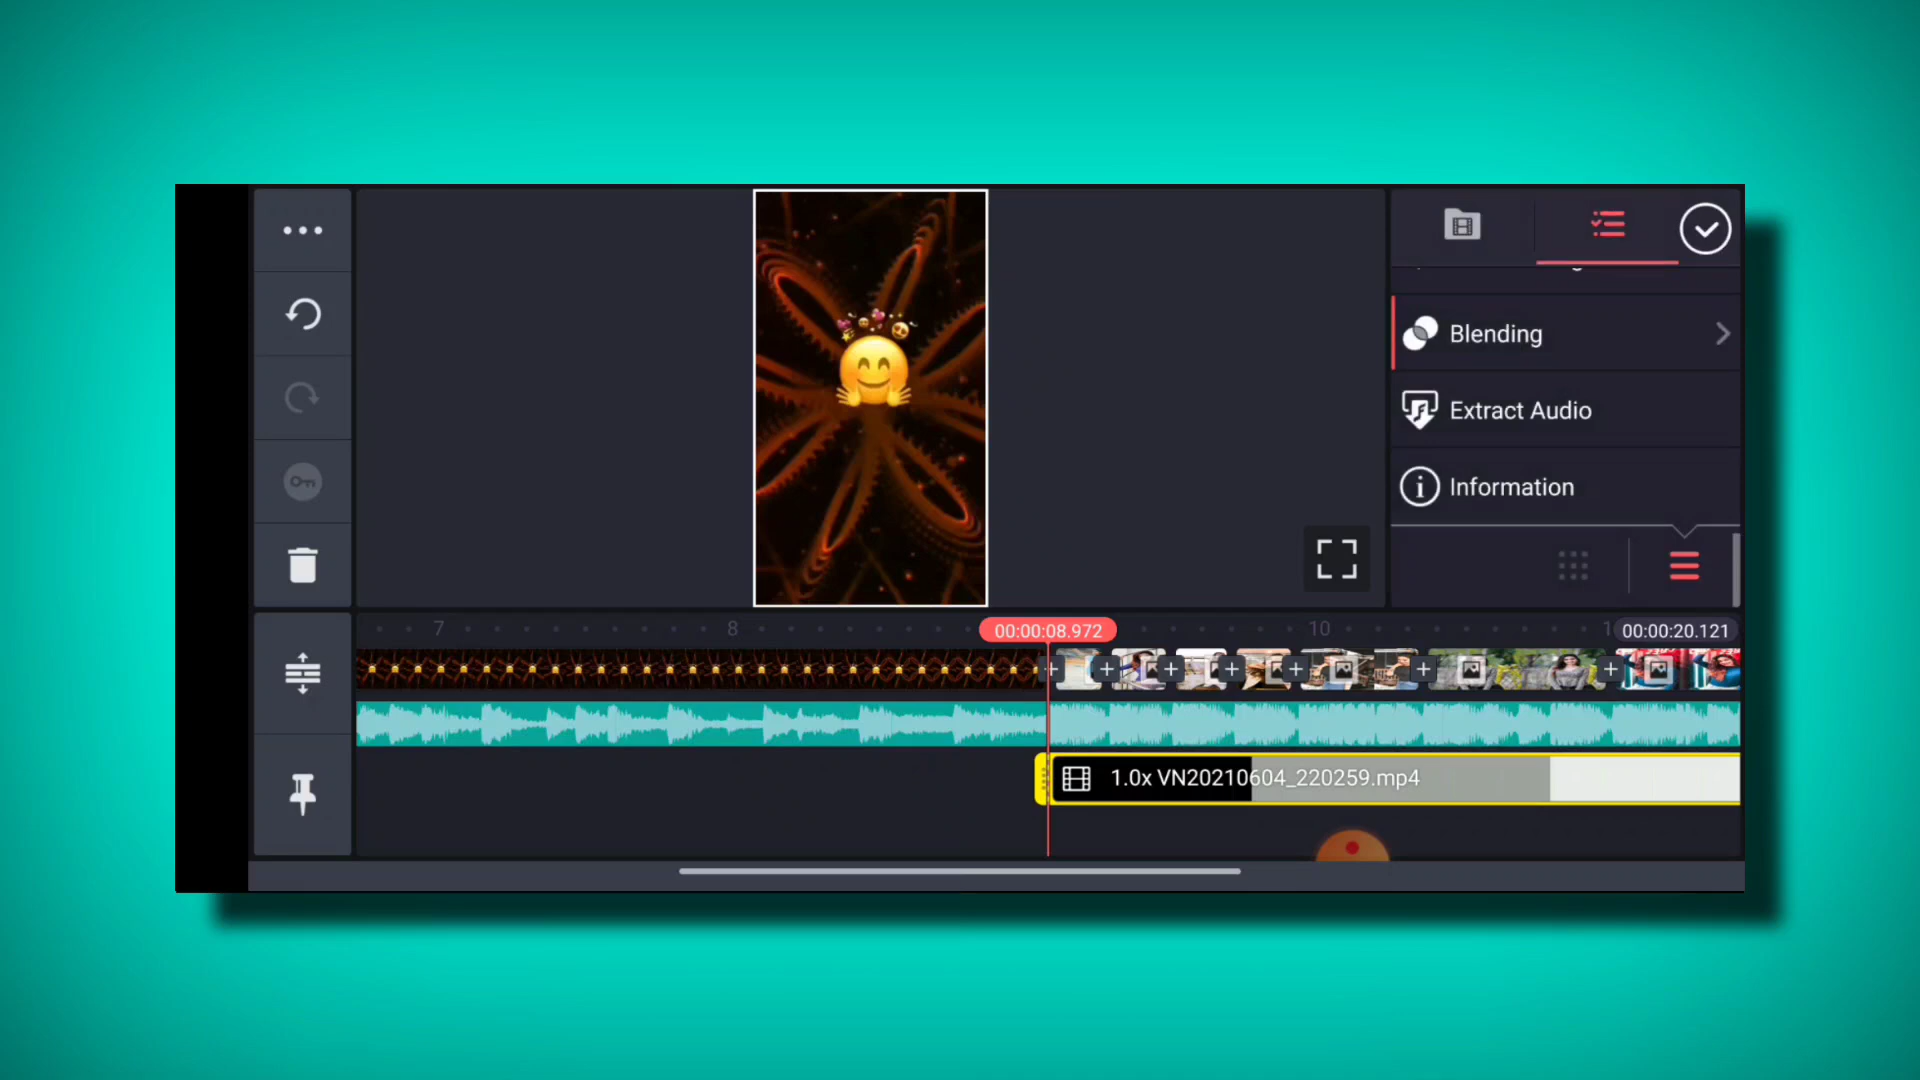 Blending
Extract Audio
Information
7
8
00:00:08.972
10
00:00:20.121
1.0x VN20210604_220259.mp4